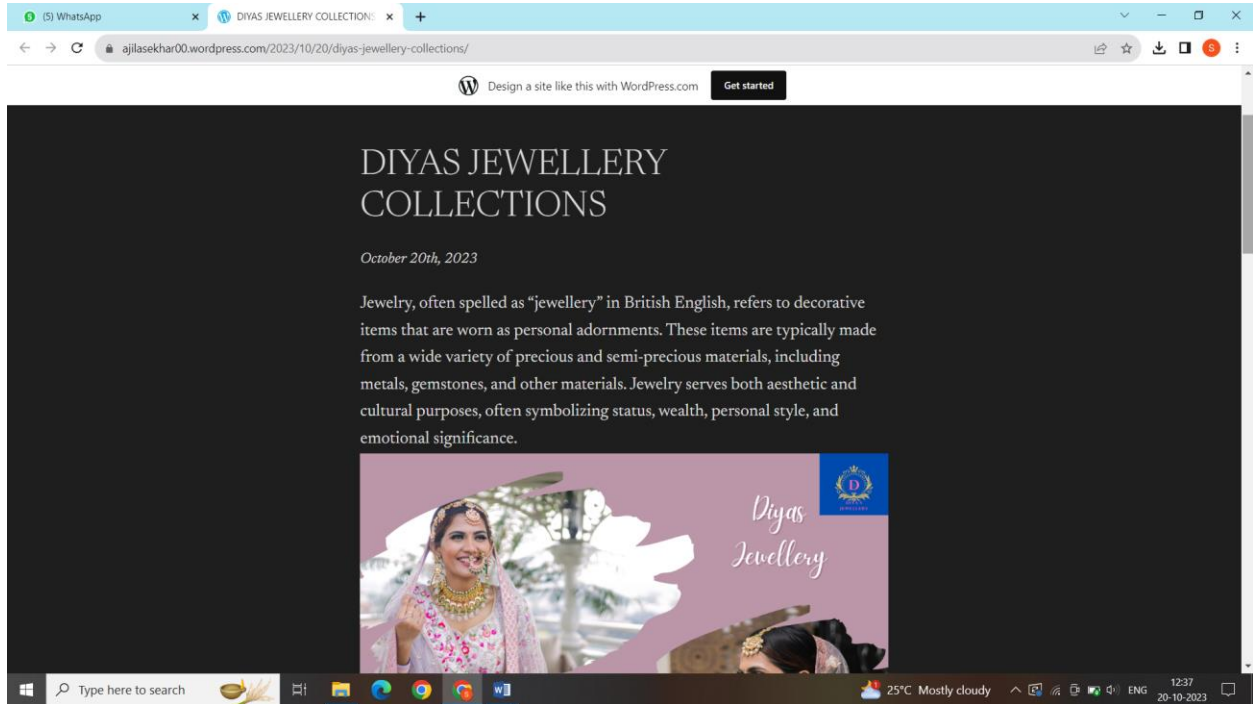 (5) WhatsApp
DIYAS JEWELLERY COLLECTIONS
ajilasekhar00.wordpress.com/2023/10/20/diyas-jewellery-collections/
S
Design a site like this with WordPress.com
Get started
DIYAS JEWELLERY
COLLECTIONS
October 20th, 2023
Jewelry, often spelled as “jewellery” in British English, refers to decorative
items that are worn as personal adornments. These items are typically made
from a wide variety of precious and semi-precious materials, including
metals, gemstones, and other materials. Jewelry serves both aesthetic and
cultural purposes, often symbolizing status, wealth, personal style, and
emotional significance.
D
Diyas
Jewellery
Type here to search
25°C Mostly cloudy
ENG
12:37
20-10-2023